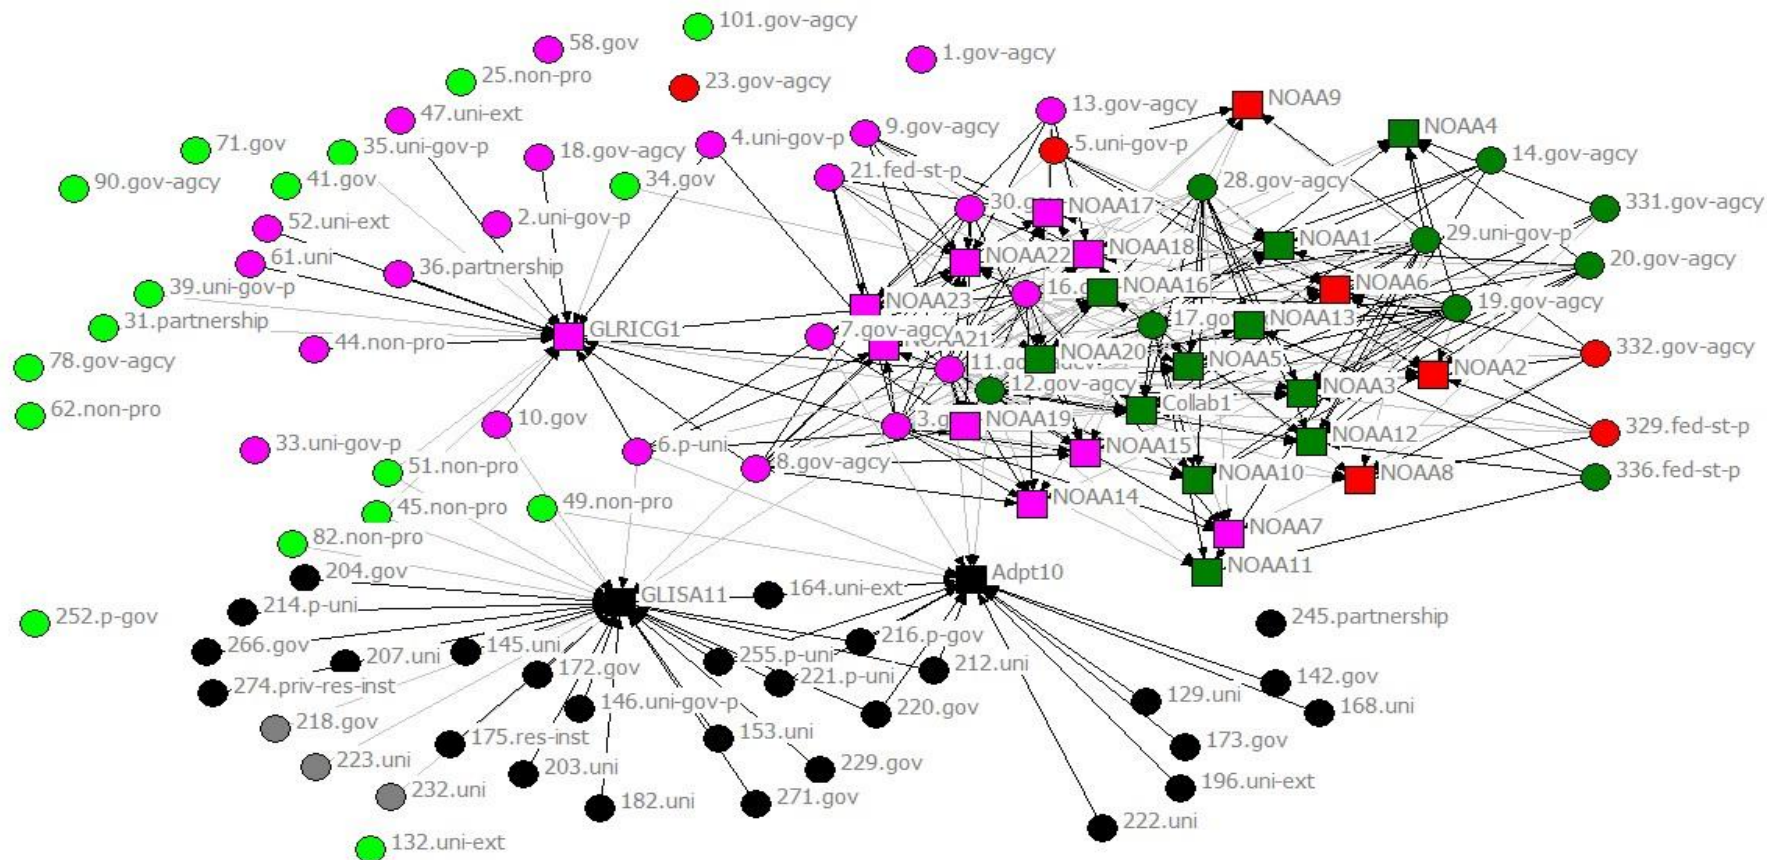 101.gov-agcy
58.gov
1.gov-agcy
25.non-pro
23.gov-agcy
13.gov-agcy
NOAA9
47.uni-ext
4.uni-gov-p
9.gov-agcy
5.uni-gov-p
NOAA4
71.gov
35.uni-gov-p
18.gov-agcy
21.fed-st-p
14.gov-agcy
90.gov-agcy
41.gov
34.gov
28.gov-agcy
52.uni-ext
2.uni-gov-p
30.
NOAA17
331.gov-agcy
61.uni
36.partnership
NOAA22
NOAA18
NOAA1
29.uni-gov-p
20.gov-agcy
39.uni-gov-p
NOAA23
16.
NOAA16
NOAA6
19.gov-agcy
31.partnership
GLRICG1
7.gov-agcy
NOAA21
17.gov
NOAA13
44.non-pro
NOAA20
NOAA5
332.gov-agcy
78.gov-agcy
11.g
12.gov-agcy
NOAA3
NOAA2
62.non-pro
10.gov
3.g
NOAA19
Collab1
329.fed-st-p
33.uni-gov-p
6.p-uni
8.gov-agcy
NOAA15
NOAA12
51.non-pro
NOAA14
NOAA10
NOAA8
336.fed-st-p
45.non-pro
49.non-pro
NOAA7
82.non-pro
NOAA11
204.gov
GLISA11
164.uni-ext
Adpt10
252.p-gov
214.p-uni
245.partnership
266.gov
207.uni
145.uni
216.p-gov
274.priv-res-inst
172.gov
255.p-uni
221.p-uni
212.uni
142.gov
218.gov
146.uni-gov-p
220.gov
129.uni
168.uni
223.uni
175.res-inst
153.uni
173.gov
232.uni
203.uni
229.gov
196.uni-ext
182.uni
271.gov
222.uni
132.uni-ext